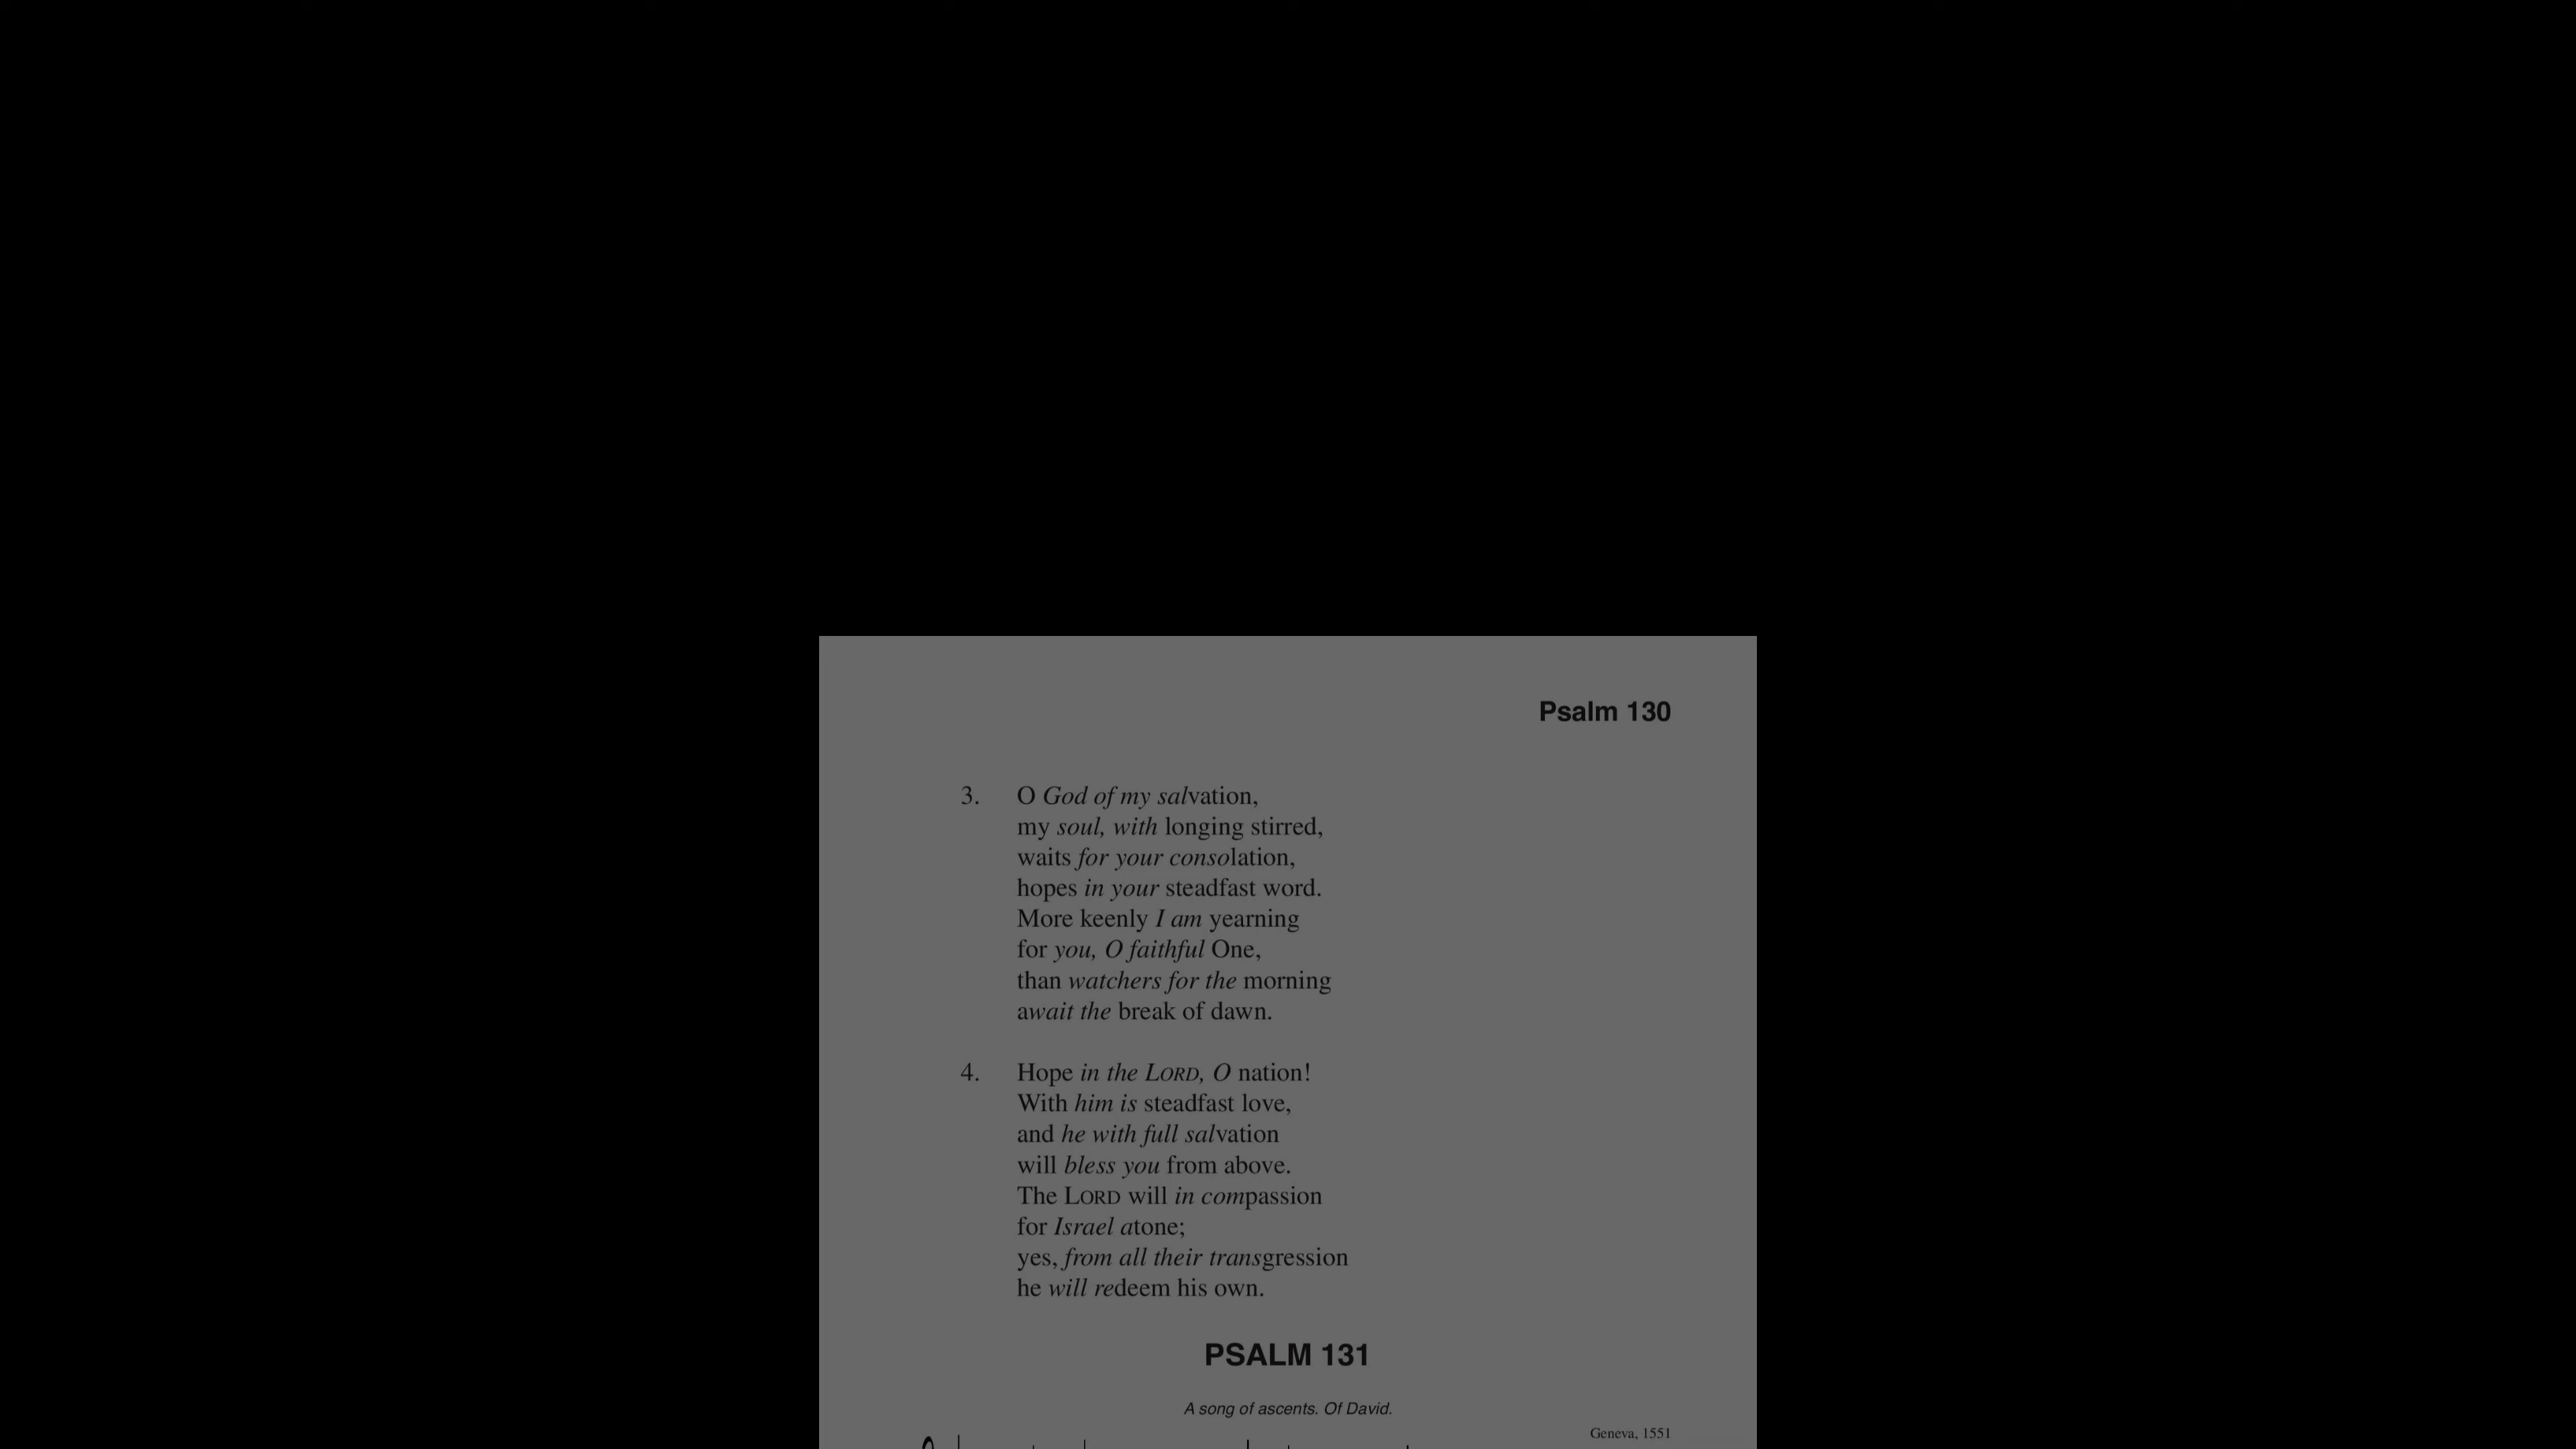 Psalm 130
3. O God of my salvation,
my soul, with longing stirred,
waits for your consolation,
hopes in your steadfast word.
More keenly I am yearning
for you, O faithful One,
than watchers for the morning
await the break of dawn.
4. Hope in the LORD, O nation!
With him is steadfast love,
and he with full salvation
will bless you from above.
The LORD will in compassion
for Israel atone;
yes, from all their transgression
he will redeem his own.
PSALM 131
A song of ascents. Of David.
Geneva, 1551